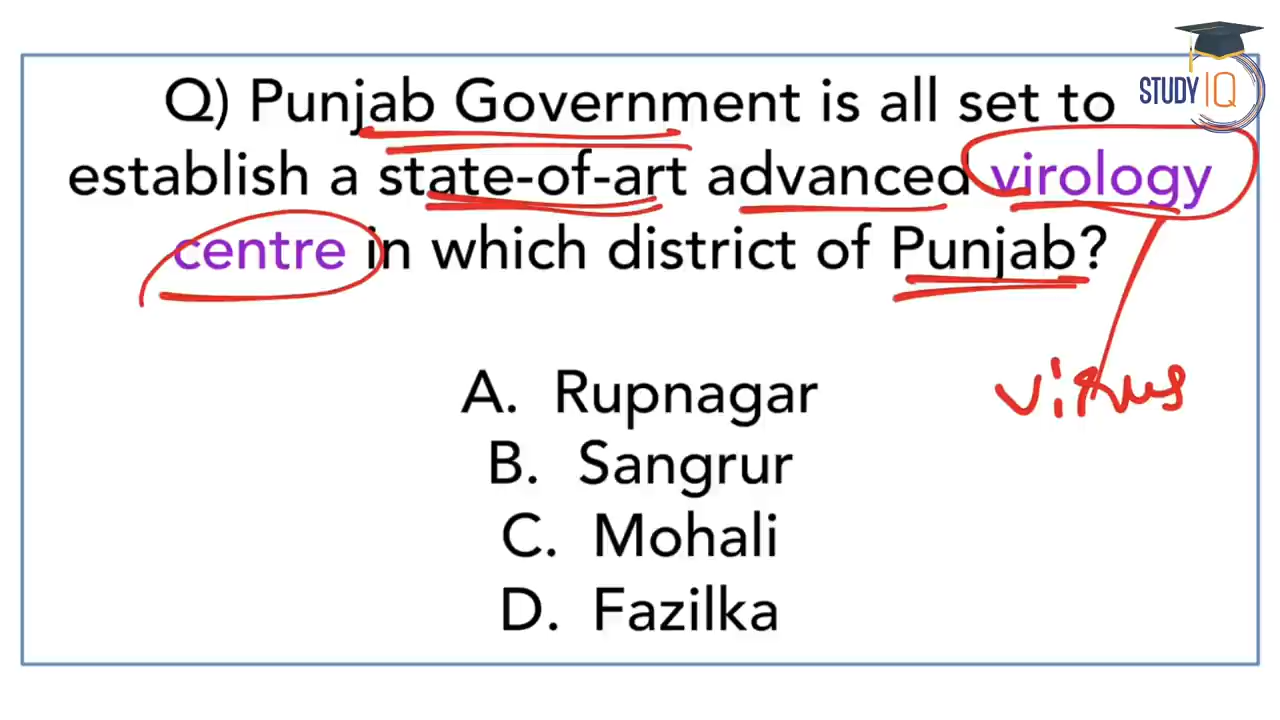 STUDY IQ
Q) Punjab Government is all set to
establish a state-of-art advanced virology
centre in which district of Punjab?
virus
A. Rupnagar
B. Sangrur
C. Mohali
D. Fazilka